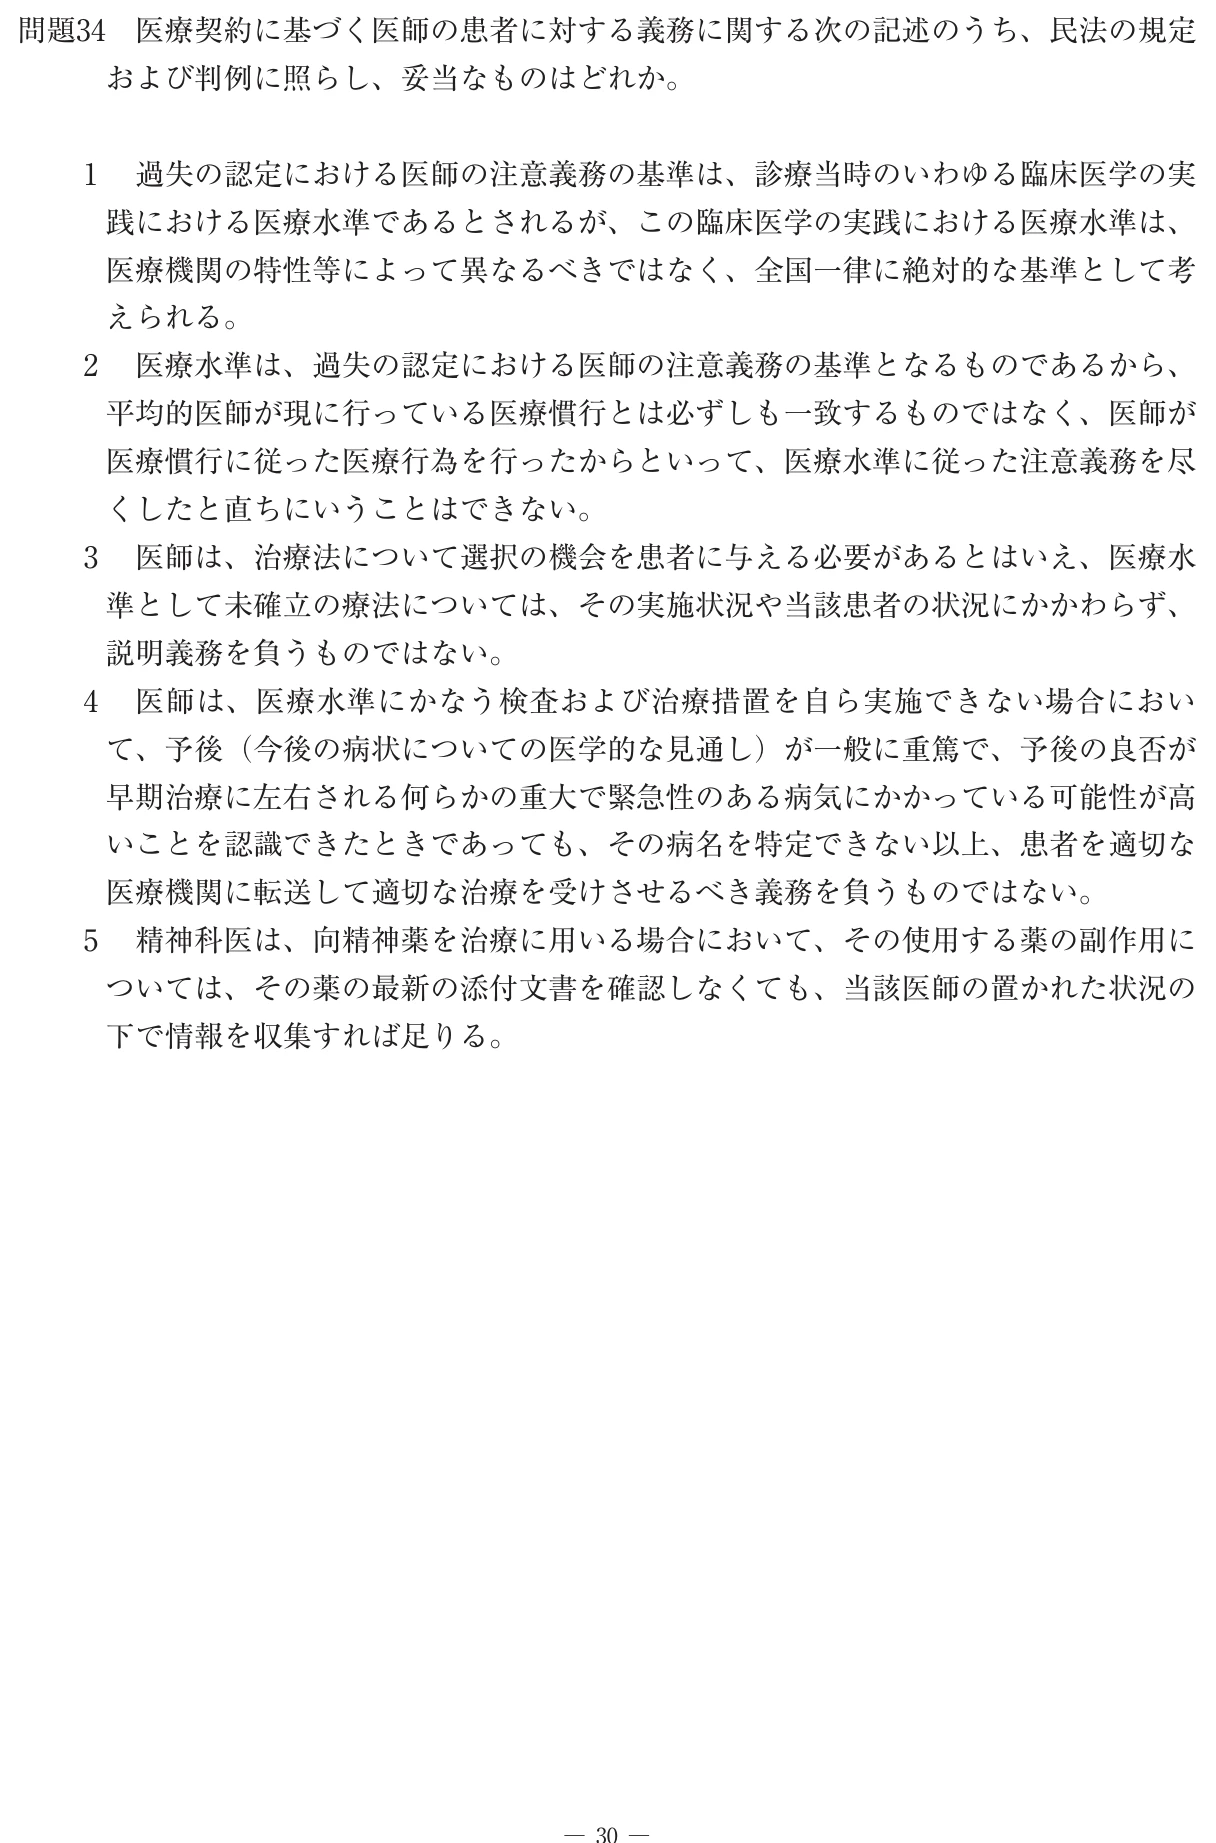 問題34　医療契約に基づく医師の患者に対する義務に関する次の記述のうち、民法の規定
および判例に照らし、妥当なものはどれか。
1　過失の認定における医師の注意義務の基準は、診療当時のいわゆる臨床医学の実
践における医療水準であるとされるが、この臨床医学の実践における医療水準は、
医療機関の特性等によって異なるべきではなく、全国一律に絶対的な基準として考
えられる。
2　医療水準は、過失の認定における医師の注意義務の基準となるものであるから、
平均的医師が現に行っている医療慣行とは必ずしも一致するものではなく、医師が
医療慣行に従った医療行為を行ったからといって、医療水準に従った注意義務を尽
くしたと直ちにいうことはできない。
3　医師は、治療法について選択の機会を患者に与える必要があるとはいえ、医療水
準として未確立の療法については、その実施状況や当該患者の状況にかかわらず、
説明義務を負うものではない。
4　医師は、医療水準にかなう検査および治療措置を自ら実施できない場合におい
て、予後（今後の病状についての医学的な見通し）が一般に重篤で、予後の良否が
早期治療に左右される何らかの重大で緊急性のある病気にかかっている可能性が高
いことを認識できたときであっても、その病名を特定できない以上、患者を適切な
医療機関に転送して適切な治療を受けさせるべき義務を負うものではない。
5　精神科医は、向精神薬を治療に用いる場合において、その使用する薬の副作用に
ついては、その薬の最新の添付文書を確認しなくても、当該医師の置かれた状況の
下で情報を収集すれば足りる。
― 30 ―